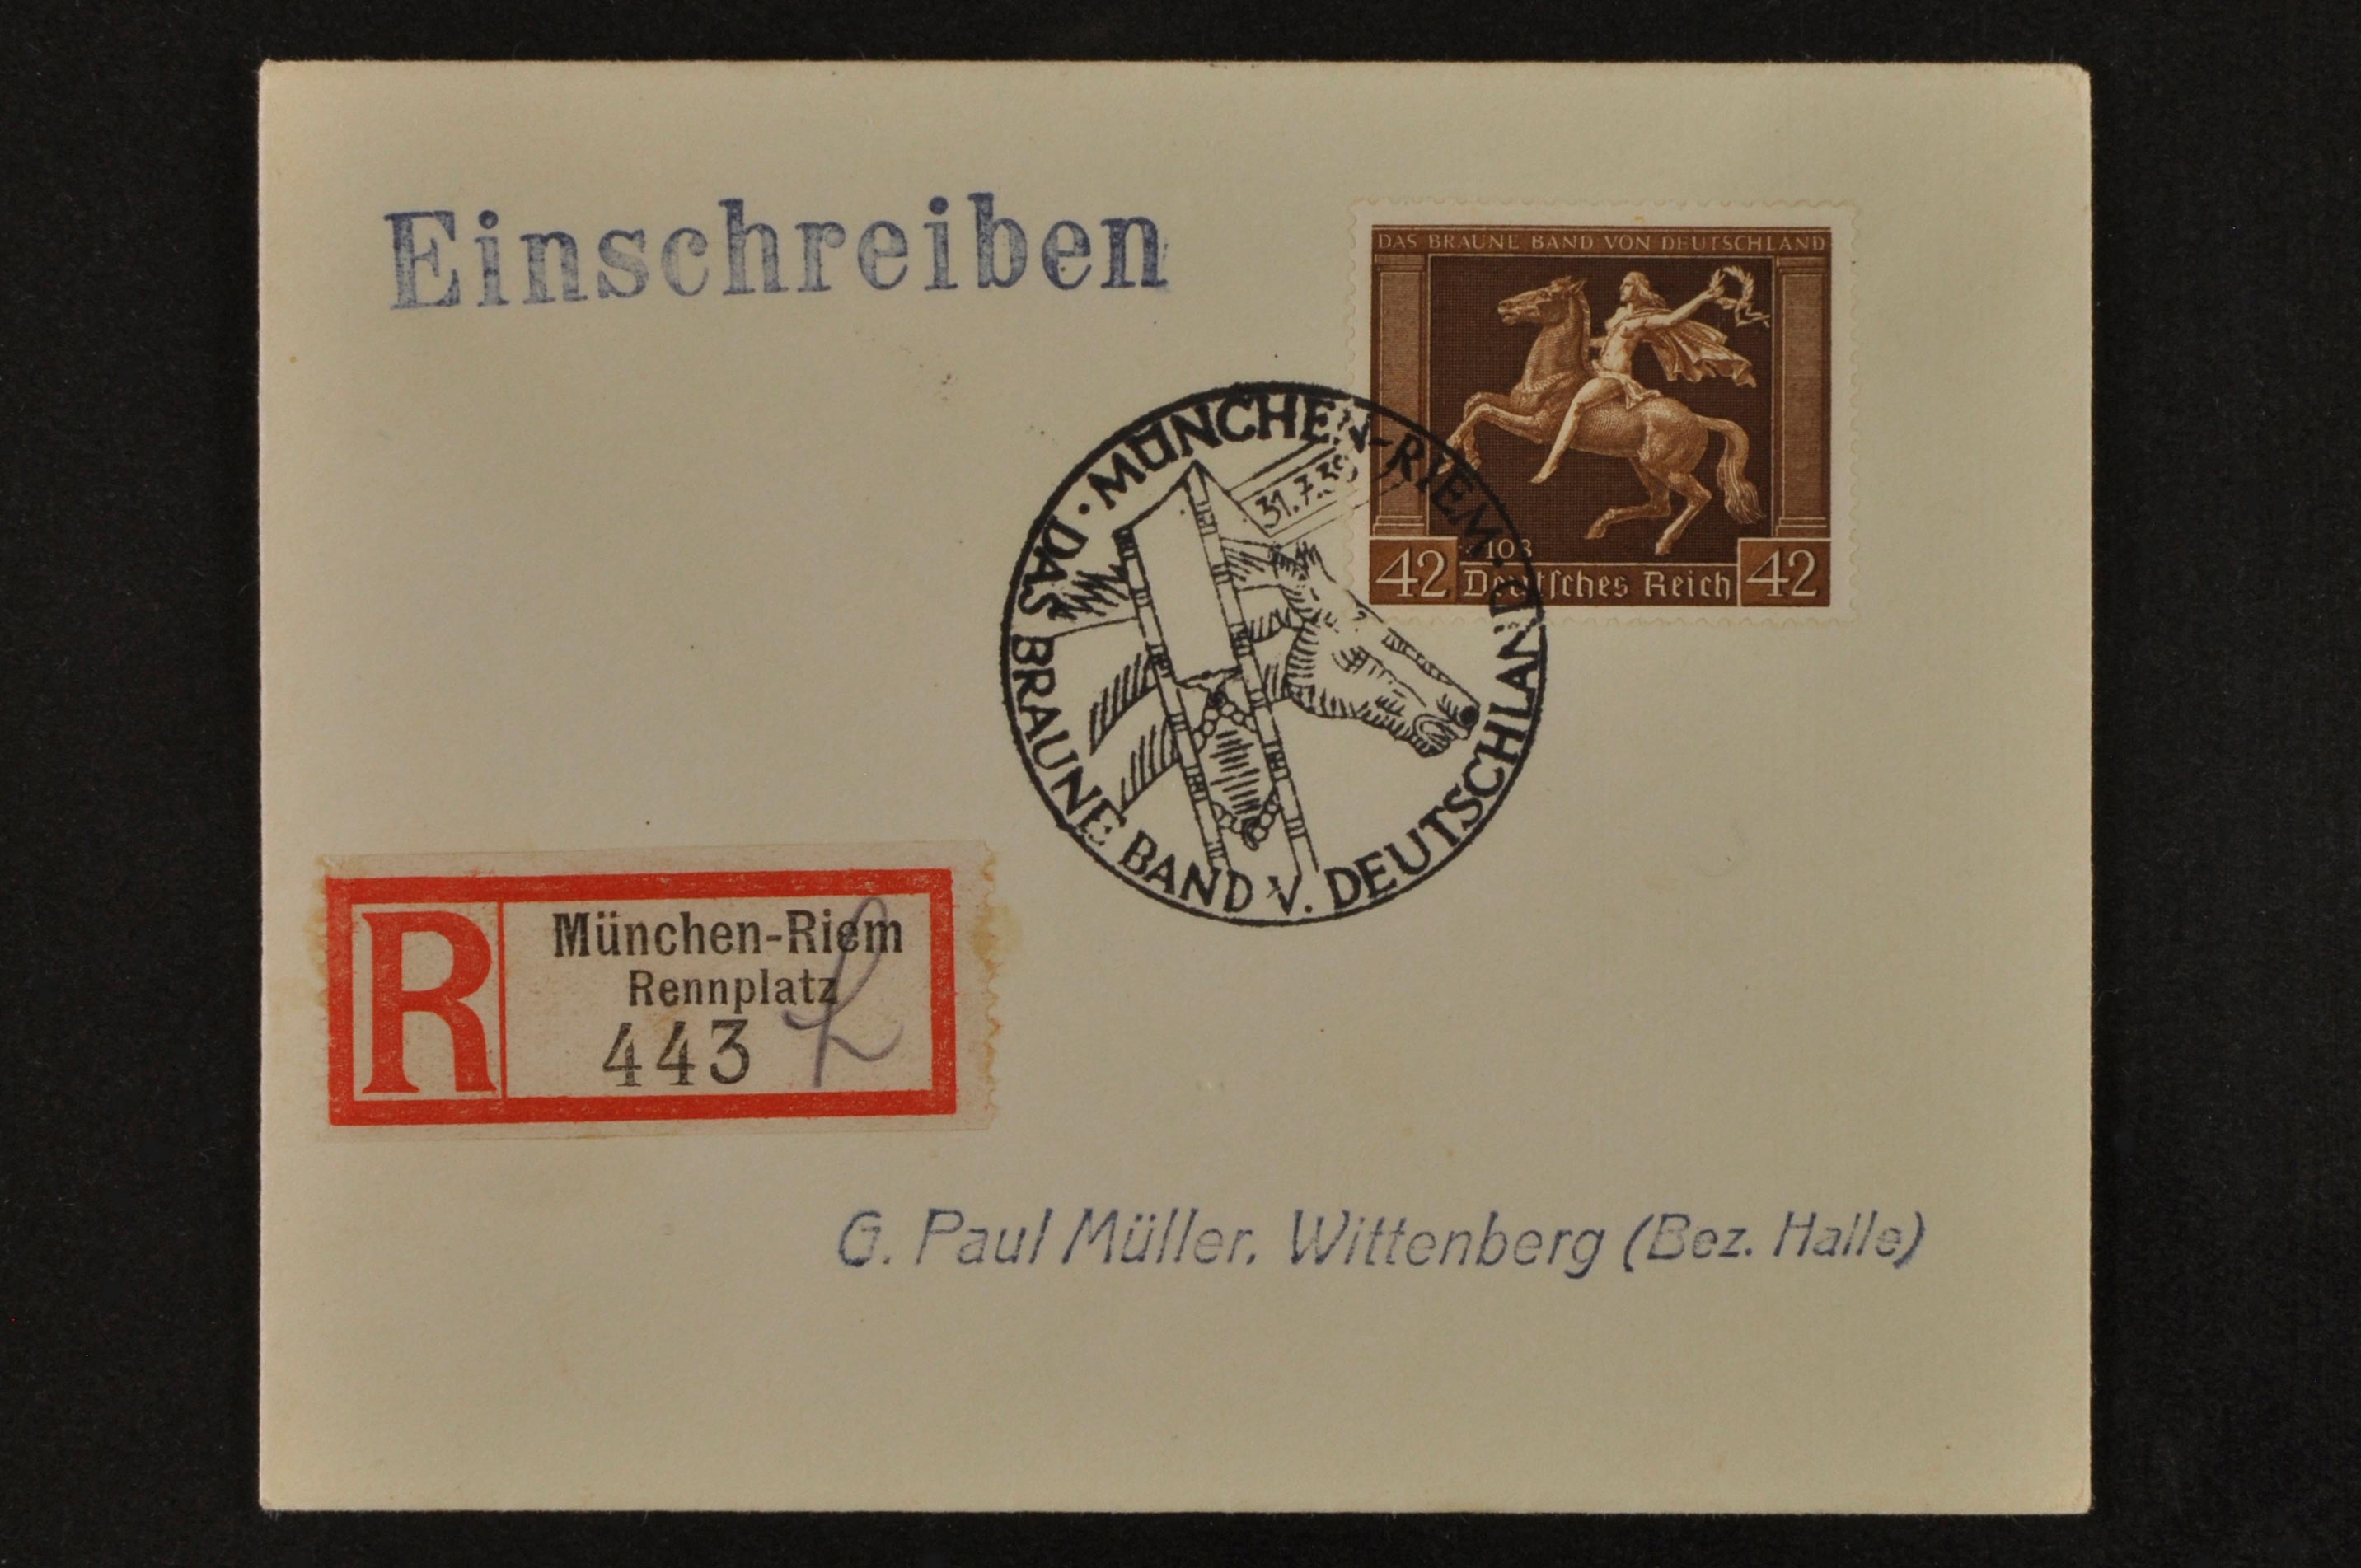 Einschreiben
DAS BRAUNE BAND VON DEUTSCHLAND
42 + 108 42
Deutsches Reich
MÜNCHEN-RIEM · DAS BRAUNE BAND V. DEUTSCHLAND
31.7.38
R
München-Riem
Rennplatz
443
G. Paul Müller, Wittenberg (Bez. Halle)